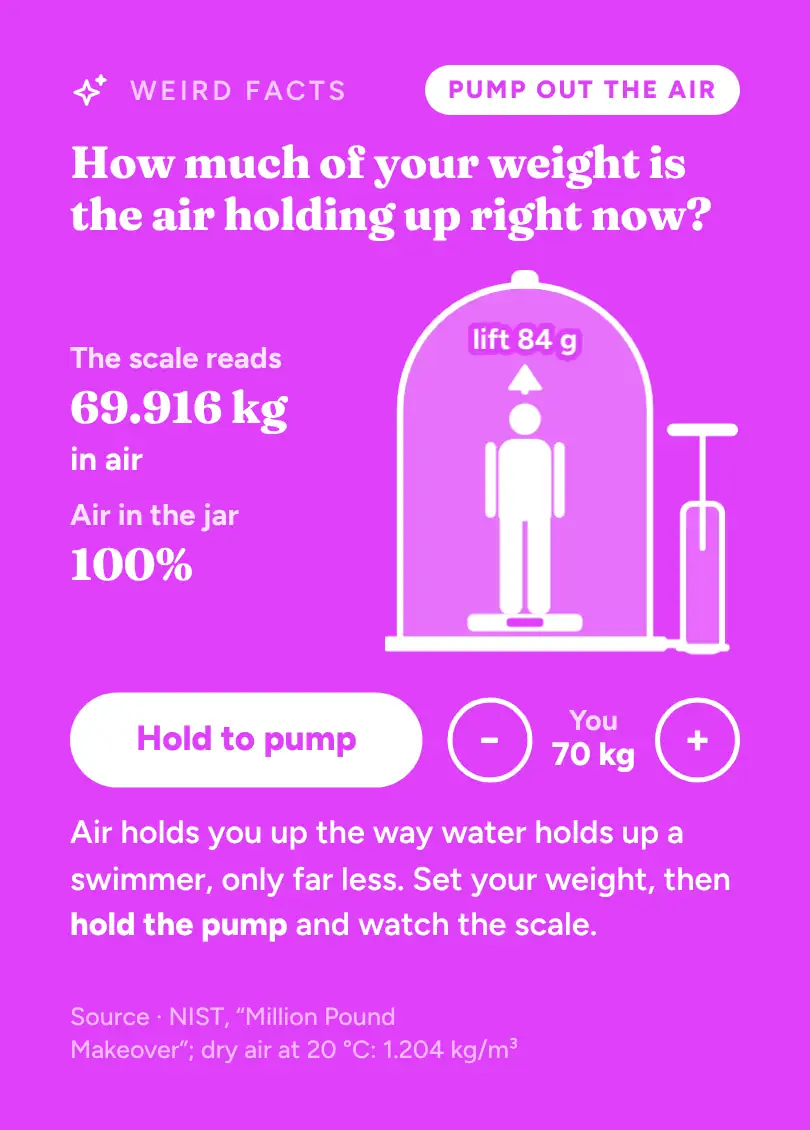 WEIRD FACTS
PUMP OUT THE AIR
How much of your weight is
the air holding up right now?
lift 84 g
The scale reads
69.916 kg
in air
Air in the jar
100%
Hold to pump
−
You
70 kg
+
Air holds you up the way water holds up a
swimmer, only far less. Set your weight, then
hold the pump and watch the scale.
Source · NIST, “Million Pound
Makeover”; dry air at 20 °C: 1.204 kg/m³